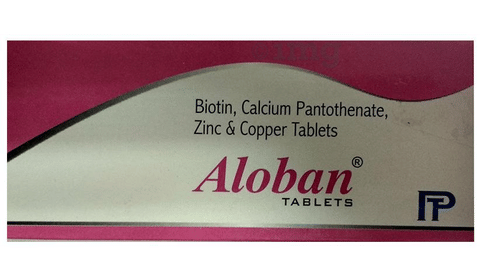 Biotin, Calcium Pantothenate,
Zinc & Copper Tablets
Aloban®
TABLETS